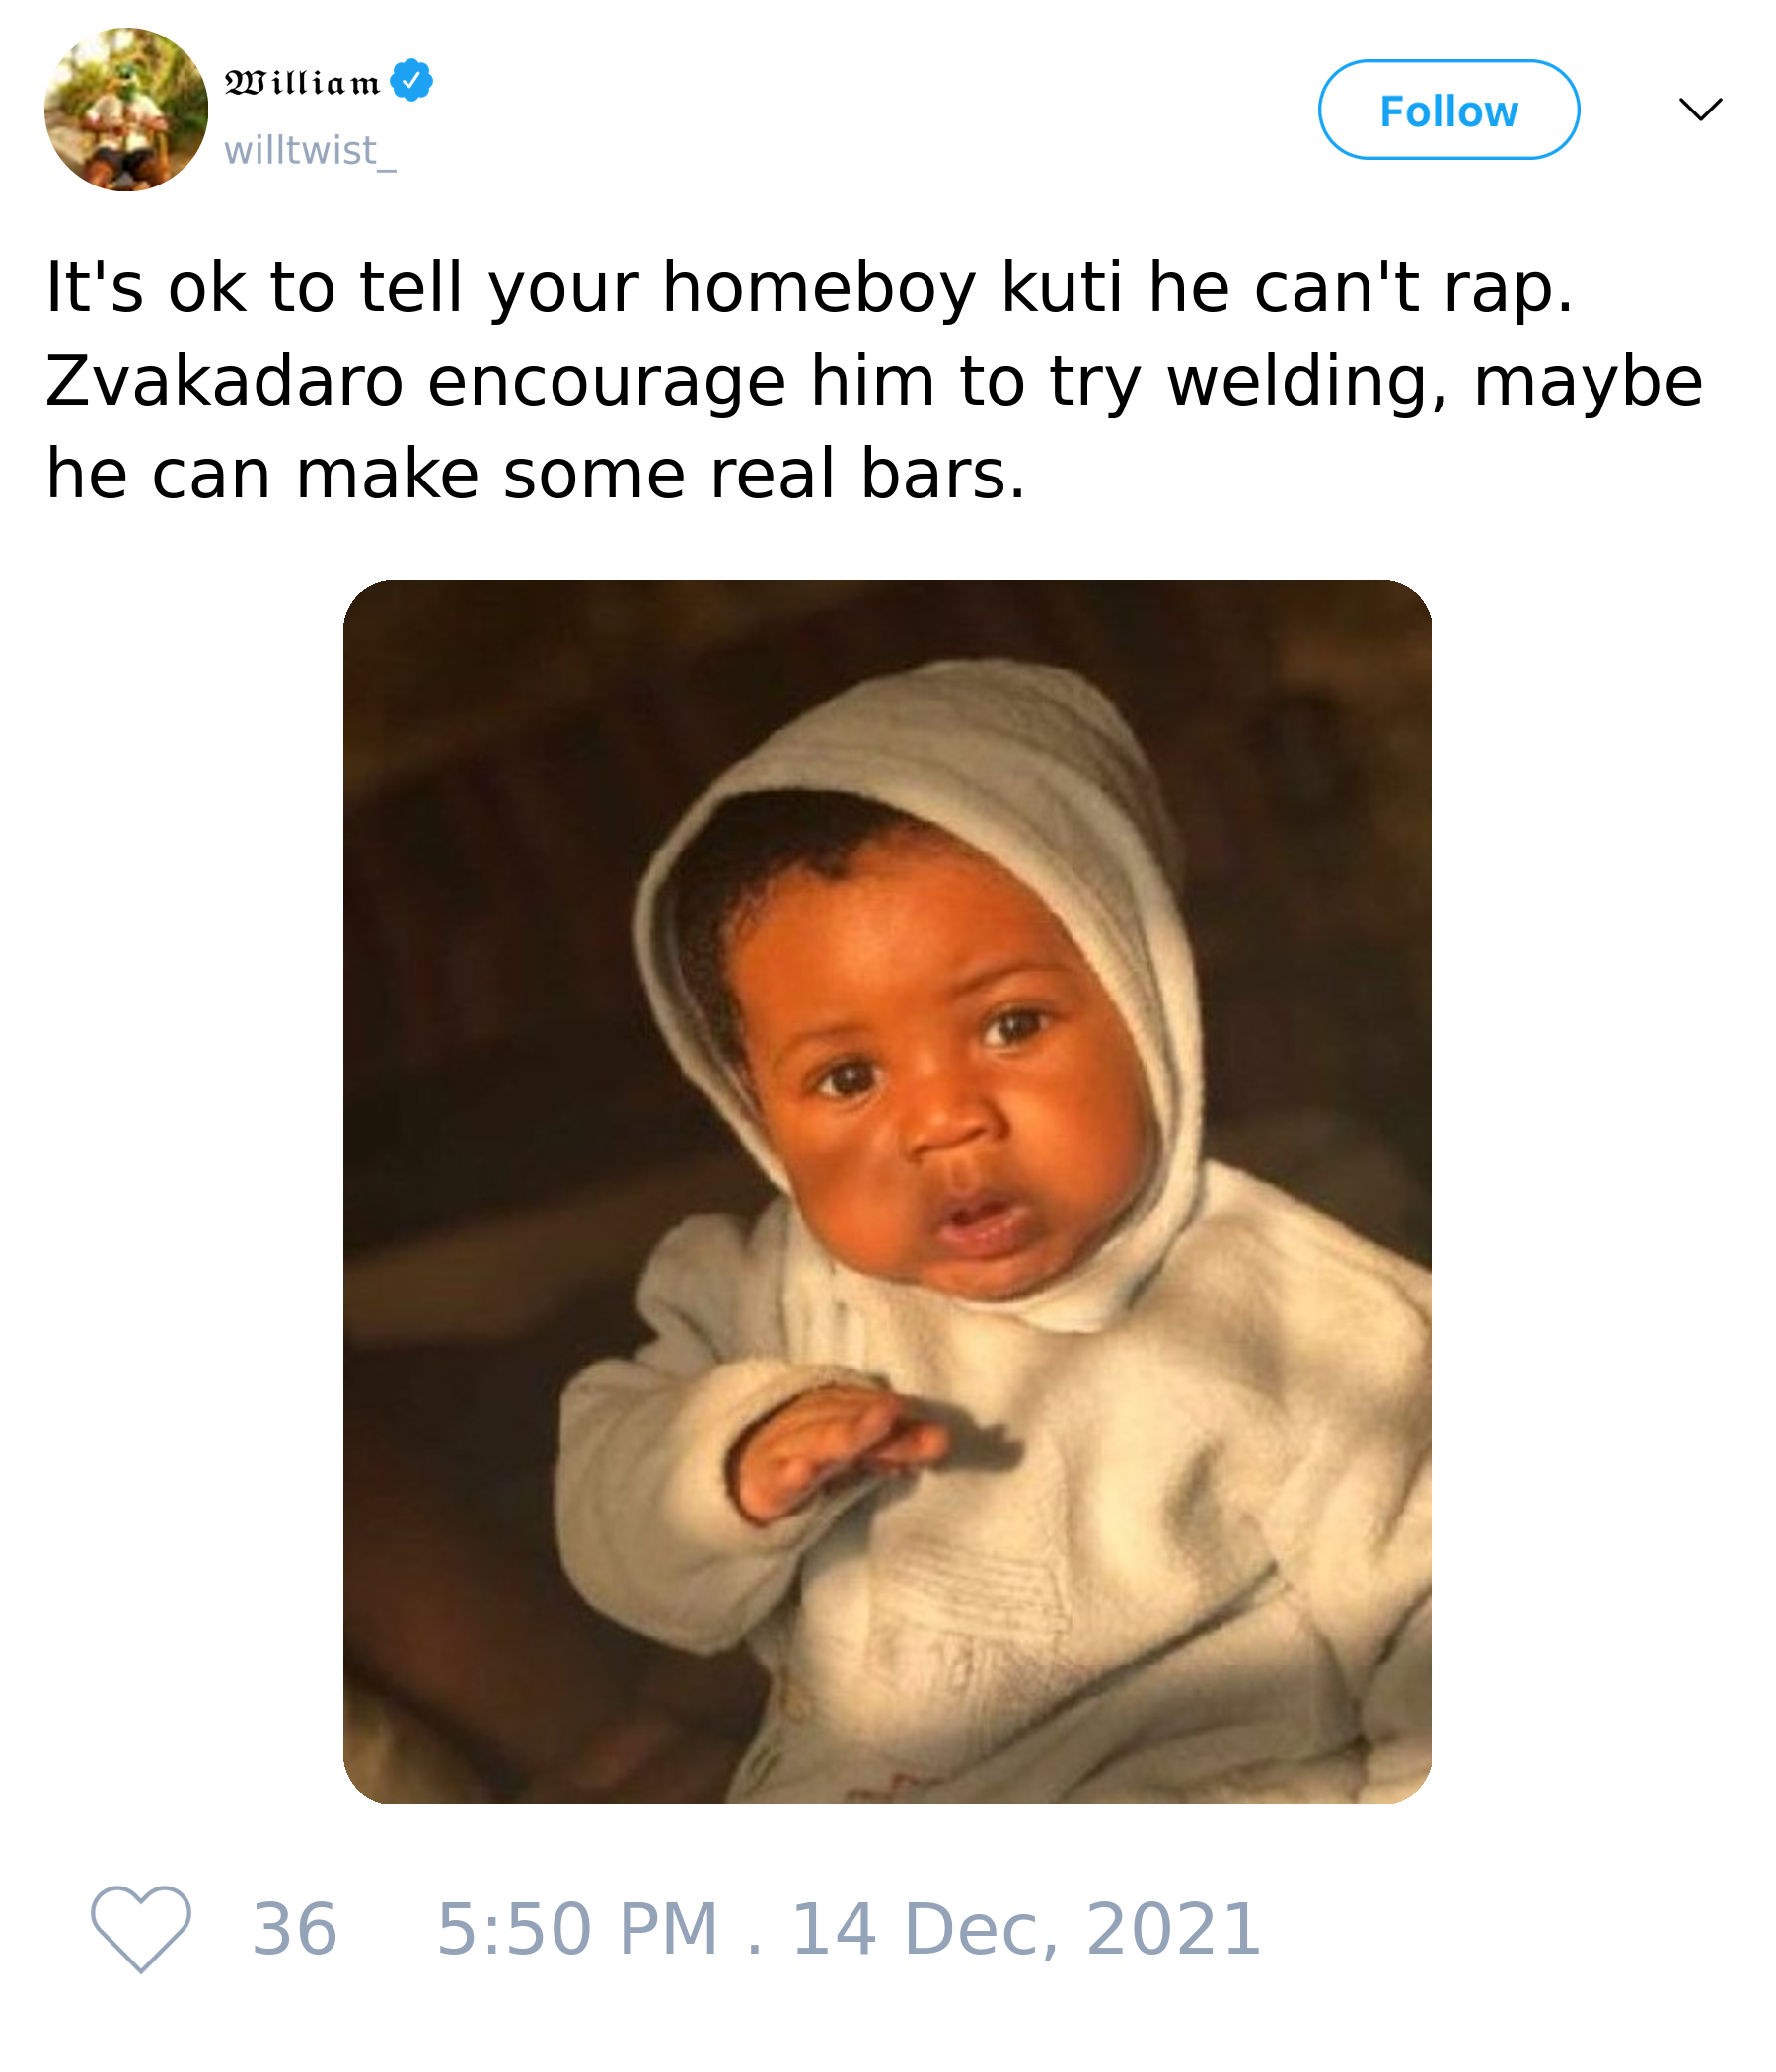 𝖂𝖎𝖑𝖑𝖎𝖆𝖒
willtwist_
Follow
It's ok to tell your homeboy kuti he can't rap.
Zvakadaro encourage him to try welding, maybe
he can make some real bars.
36 5:50 PM . 14 Dec, 2021